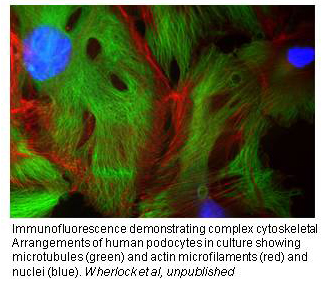 Immunofluorescence demonstrating complex cytoskeletal
Arrangements of human podocytes in culture showing
microtubules (green) and actin microfilaments (red) and
nuclei (blue). Wherlock et al, unpublished